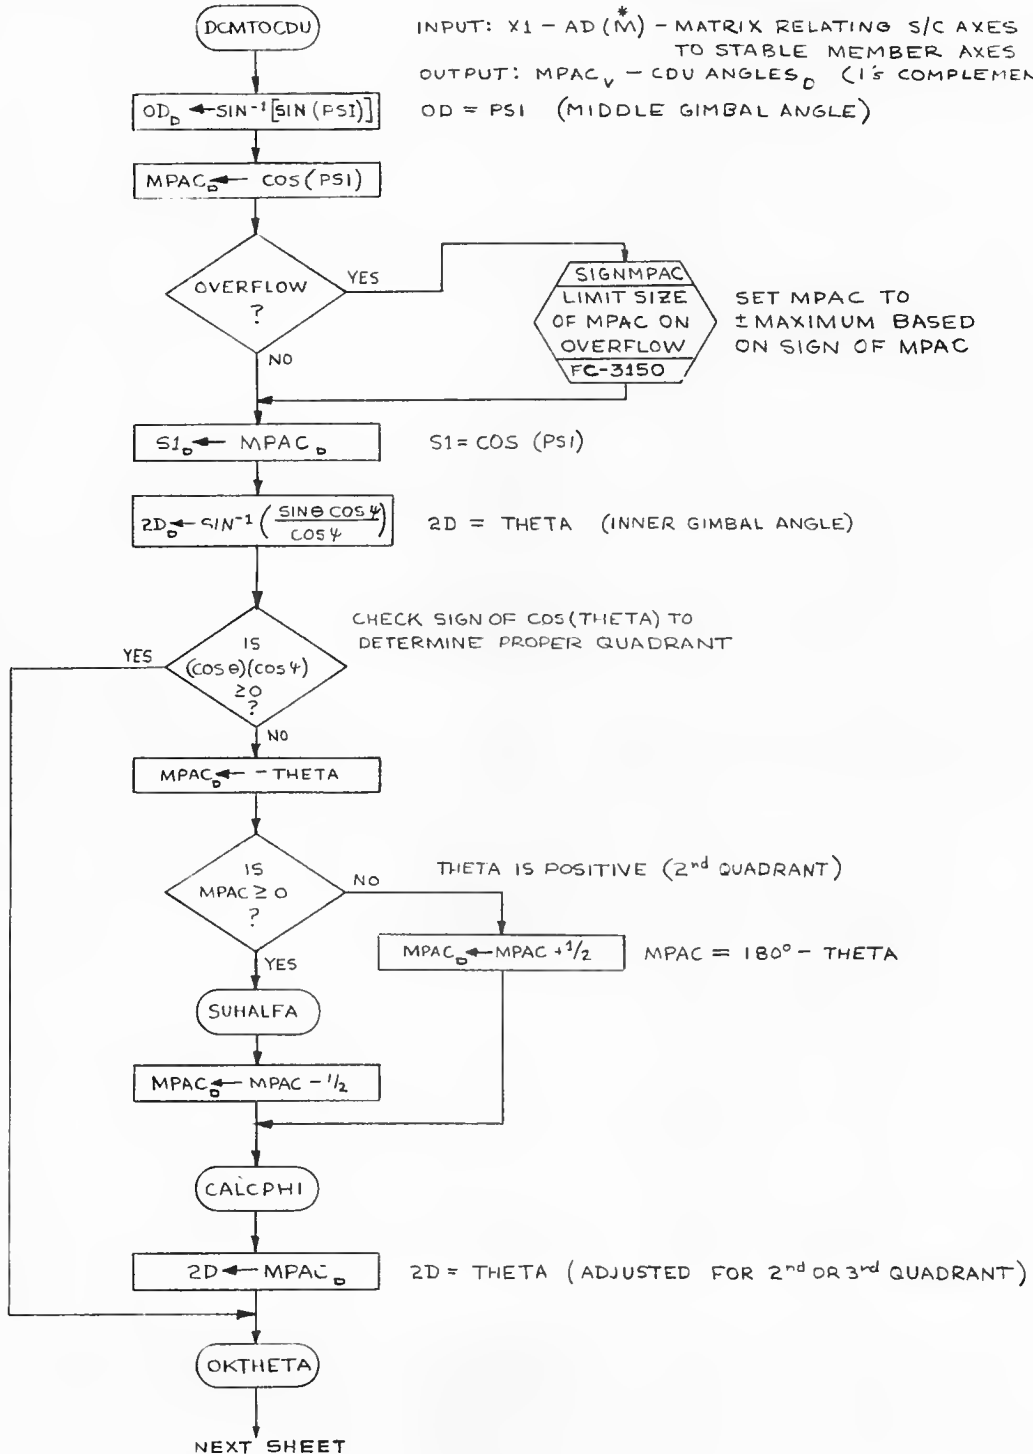 DCMTOCDU
INPUT: X1 - AD (M*) - MATRIX RELATING S/C AXES
TO STABLE MEMBER AXES
OUTPUT: MPACV - CDU ANGLESD (1'S COMPLEMEN
ODD ← SIN-1 [SIN (PSI)]
OD = PSI (MIDDLE GIMBAL ANGLE)
MPACD ← COS (PSI)
OVERFLOW
?
YES
NO
SIGNMPAC
LIMIT SIZE
OF MPAC ON
OVERFLOW
FC-3150
SET MPAC TO
±MAXIMUM BASED
ON SIGN OF MPAC
S1D ← MPACD
S1 = COS (PSI)
2DD ← SIN-1 (SINθ COSψ / COSψ)
2D = THETA (INNER GIMBAL ANGLE)
CHECK SIGN OF COS(THETA) TO
DETERMINE PROPER QUADRANT
YES
IS
(COSθ)(COSψ)
≥0
?
NO
MPACD ← -THETA
IS
MPAC ≥ 0
?
NO
YES
THETA IS POSITIVE (2nd QUADRANT)
MPACD ← MPAC + 1/2
MPAC = 180° - THETA
SUHALFA
MPACD ← MPAC - 1/2
CALCPHI
2D ← MPACD
2D = THETA (ADJUSTED FOR 2nd OR 3rd QUADRANT)
OKTHETA
NEXT SHEET